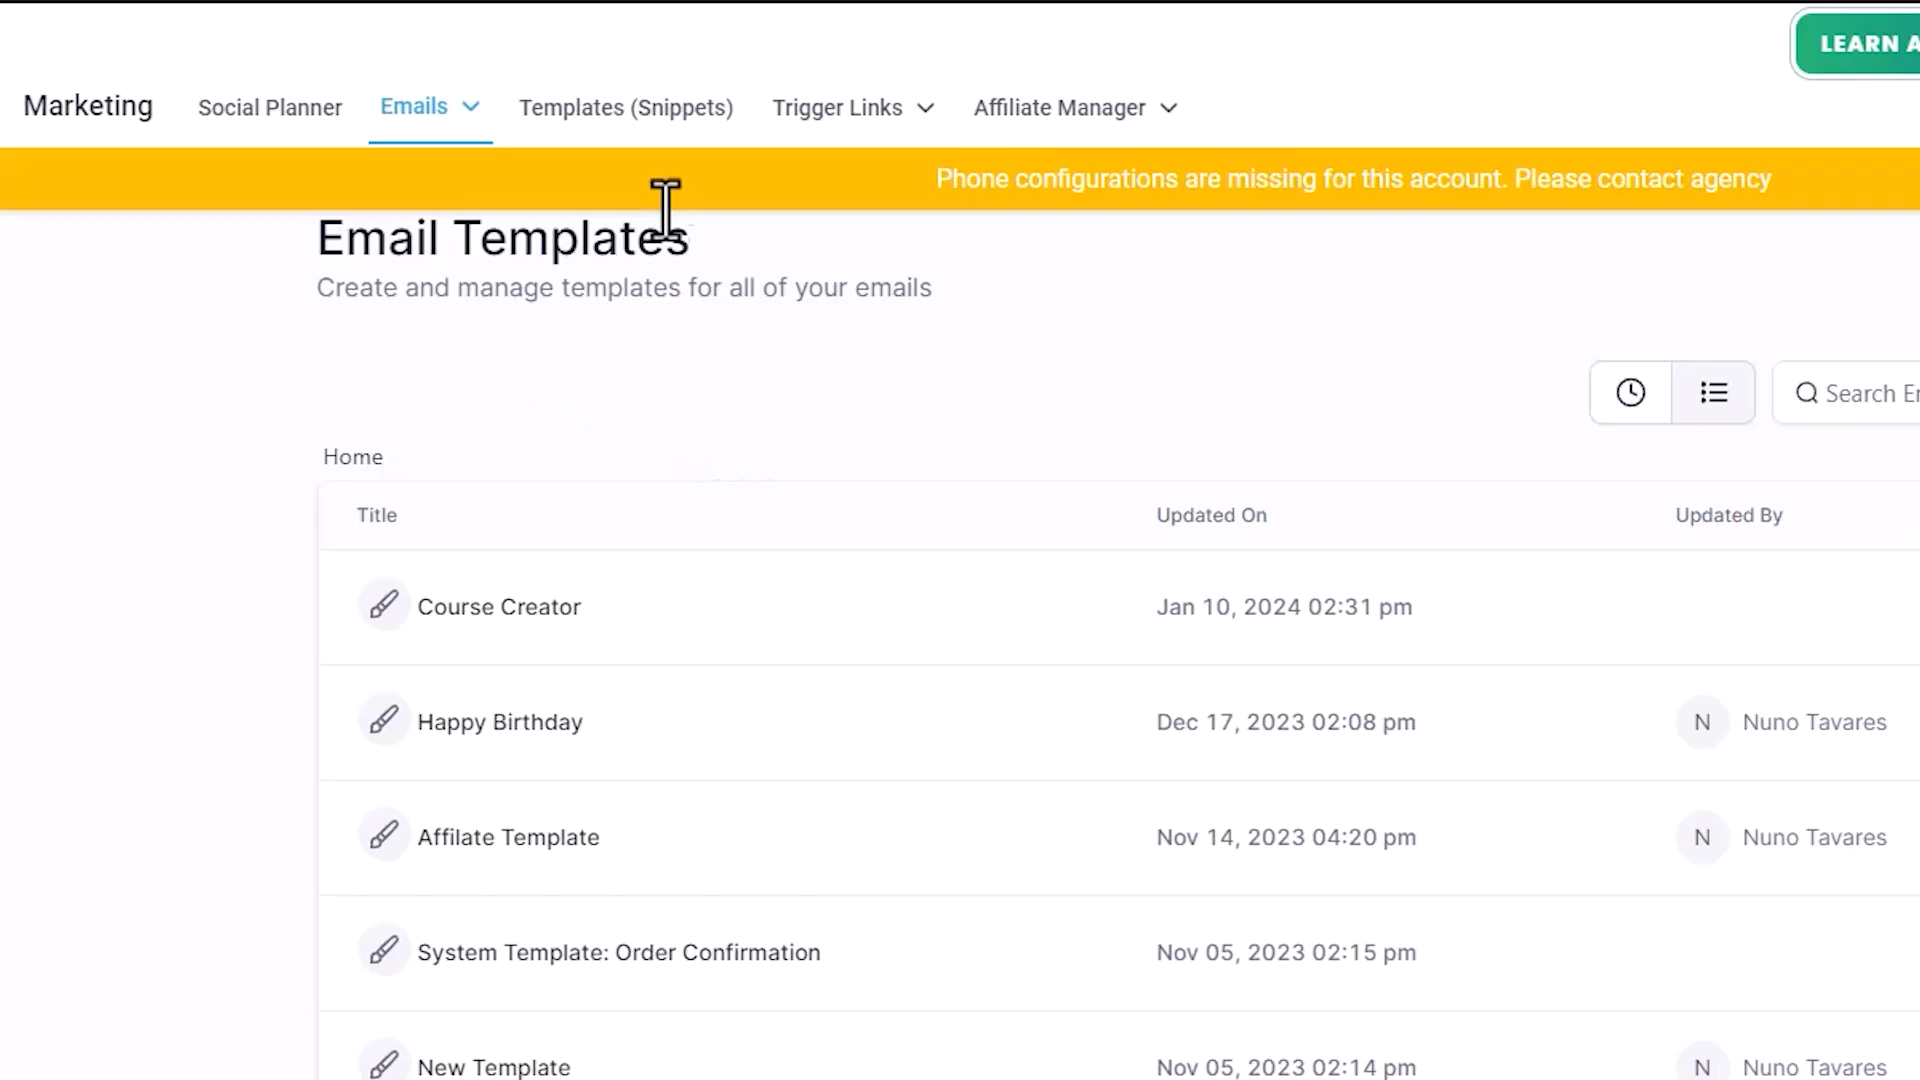 LEARN A
Marketing Social Planner Emails Templates (Snippets) Trigger Links Affiliate Manager
Phone configurations are missing for this account. Please contact agency
Email Templates
Create and manage templates for all of your emails
Search
Home
Title Updated On Updated By
Course Creator Jan 10, 2024 02:31 pm
Happy Birthday Dec 17, 2023 02:08 pm N Nuno Tavares
Affilate Template Nov 14, 2023 04:20 pm N Nuno Tavares
System Template: Order Confirmation Nov 05, 2023 02:15 pm
New Template Nov 05, 2023 02:14 pm N Nuno Tavares